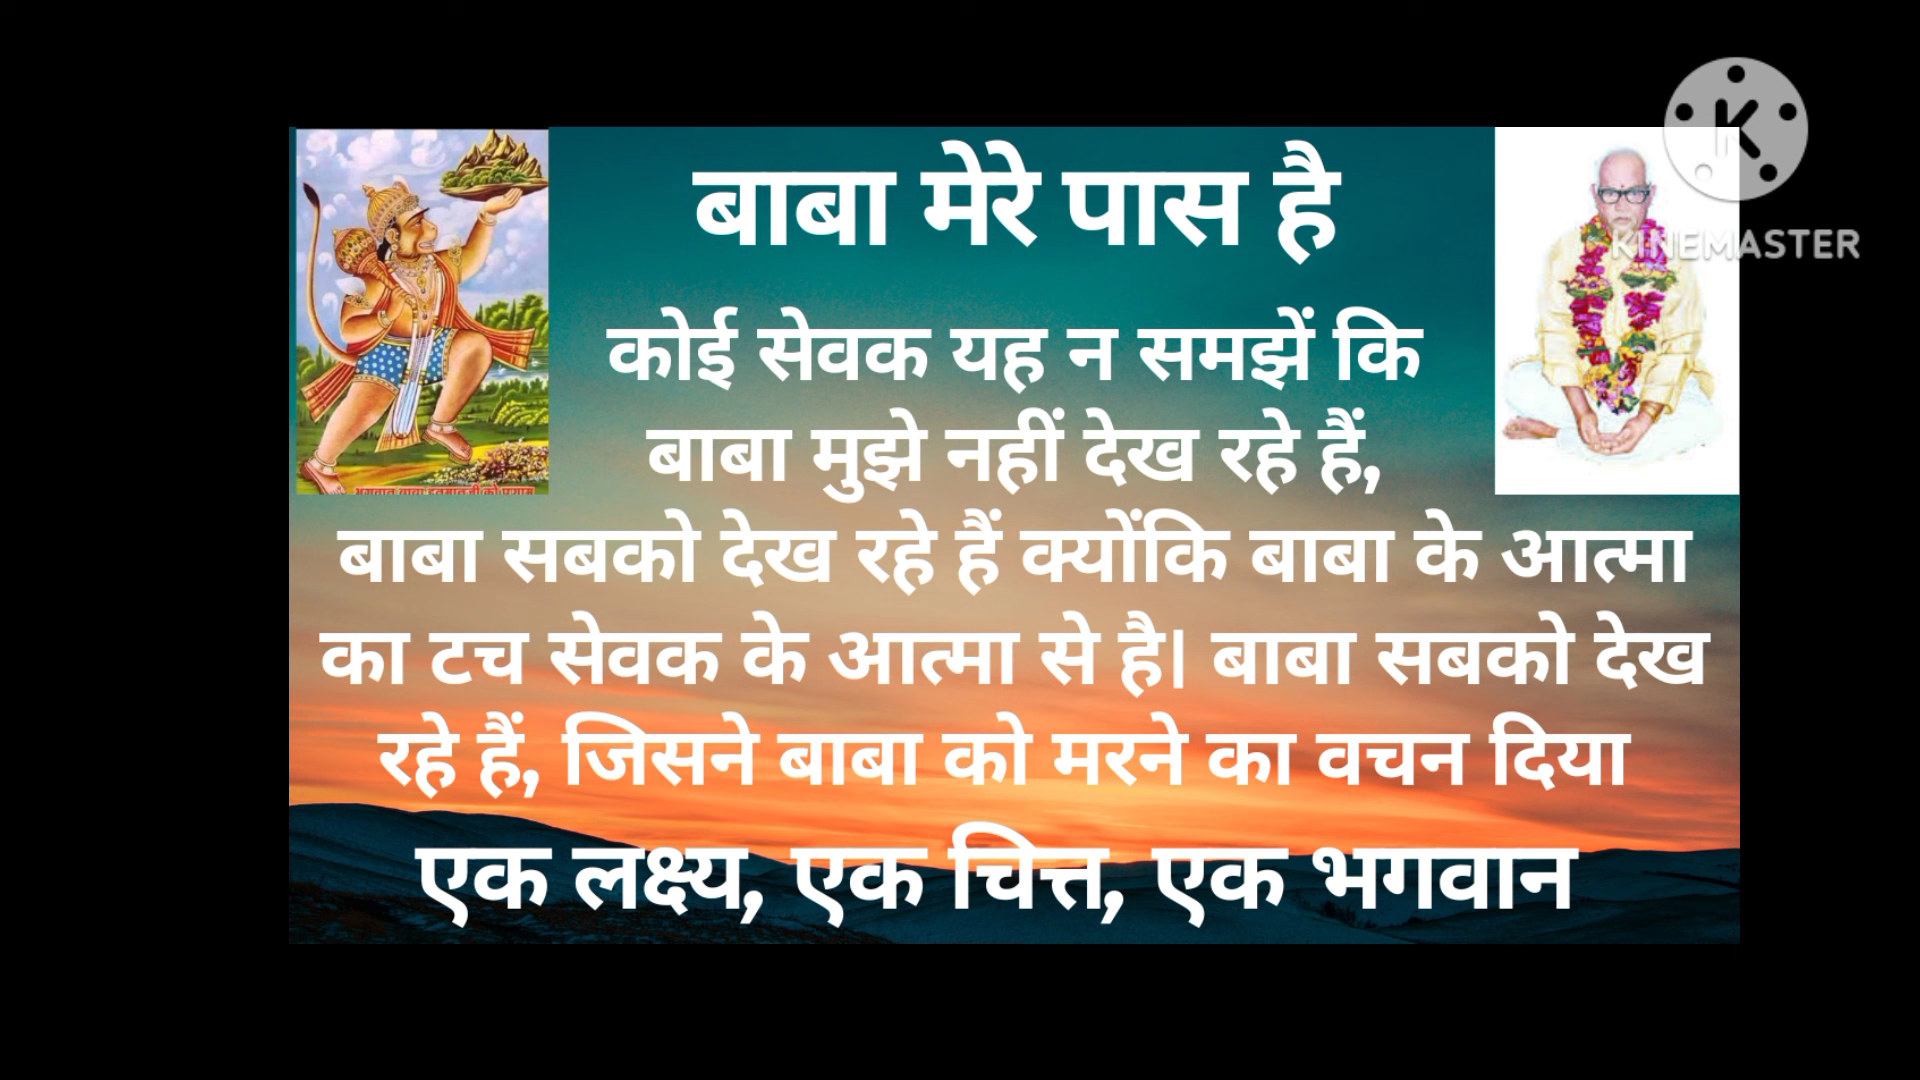 बाबा मेरे पास है
कोई सेवक यह न समझें कि
बाबा मुझे नहीं देख रहे हैं,
बाबा सबको देख रहे हैं क्योंकि बाबा के आत्मा
का टच सेवक के आत्मा से है। बाबा सबको देख
रहे हैं, जिसने बाबा को मरने का वचन दिया
एक लक्ष्य, एक चित्त, एक भगवान
KINEMASTER